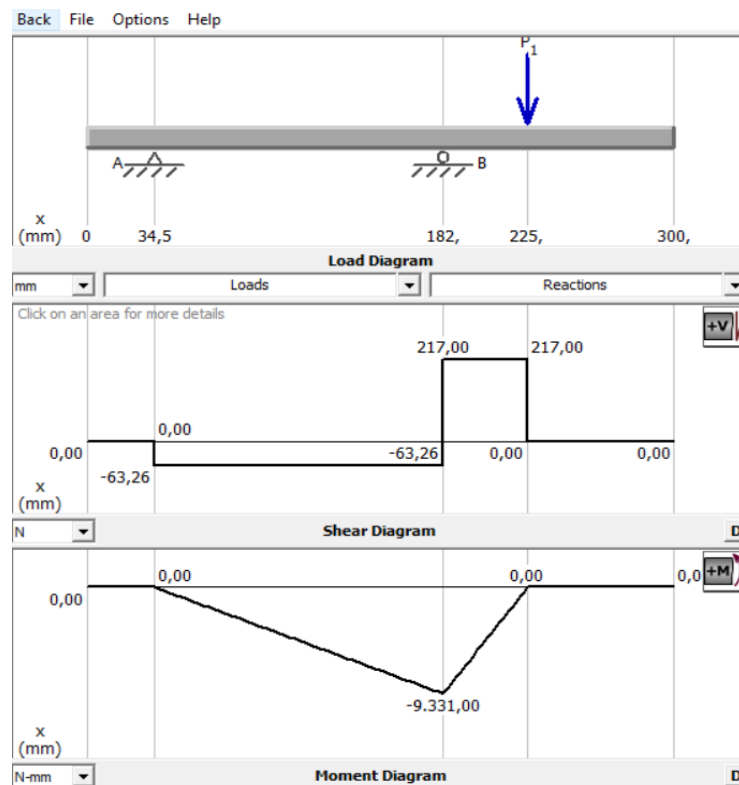 Back File Options Help
P1
A
B
x
(mm) 0 34,5 182, 225, 300,
Load Diagram
mm Loads Reactions
Click on an area for more details
+V
217,00 217,00
0,00
0,00 -63,26 0,00 0,00
-63,26
x
(mm)
N Shear Diagram D
0,00 0,00 0,0 +M
0,00
-9.331,00
x
(mm)
N-mm Moment Diagram D